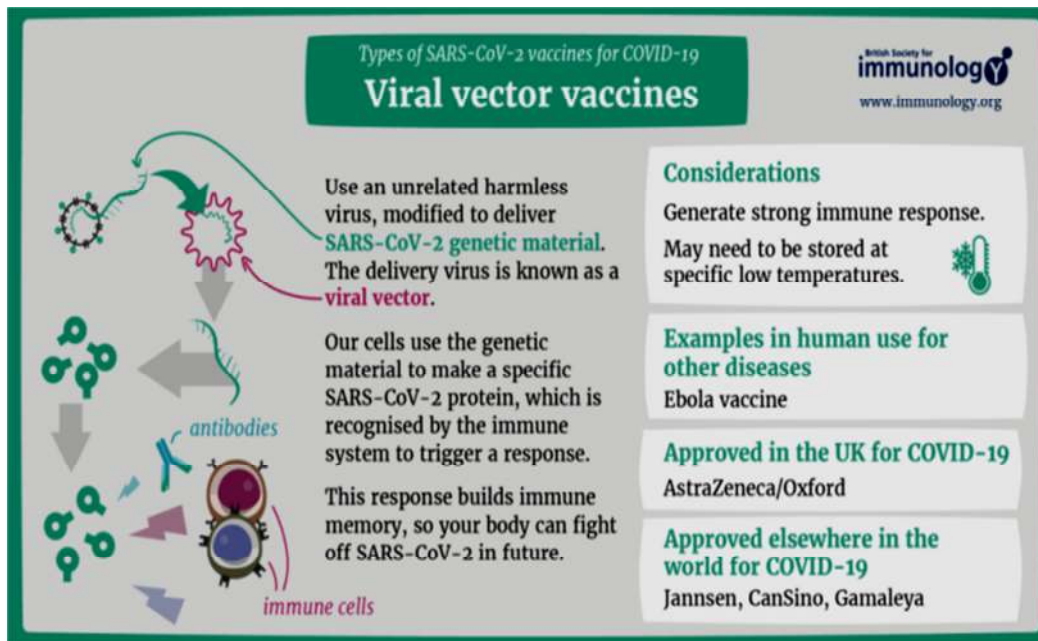 Types of SARS-CoV-2 vaccines for COVID-19
Viral vector vaccines
British Society for
immunology
www.immunology.org
Use an unrelated harmless
virus, modified to deliver
SARS-CoV-2 genetic material.
The delivery virus is known as a
viral vector.
Our cells use the genetic
material to make a specific
SARS-CoV-2 protein, which is
recognised by the immune
system to trigger a response.
This response builds immune
memory, so your body can fight
off SARS-CoV-2 in future.
antibodies
immune cells
Considerations
Generate strong immune response.
May need to be stored at
specific low temperatures.
Examples in human use for
other diseases
Ebola vaccine
Approved in the UK for COVID-19
AstraZeneca/Oxford
Approved elsewhere in the
world for COVID-19
Jannsen, CanSino, Gamaleya